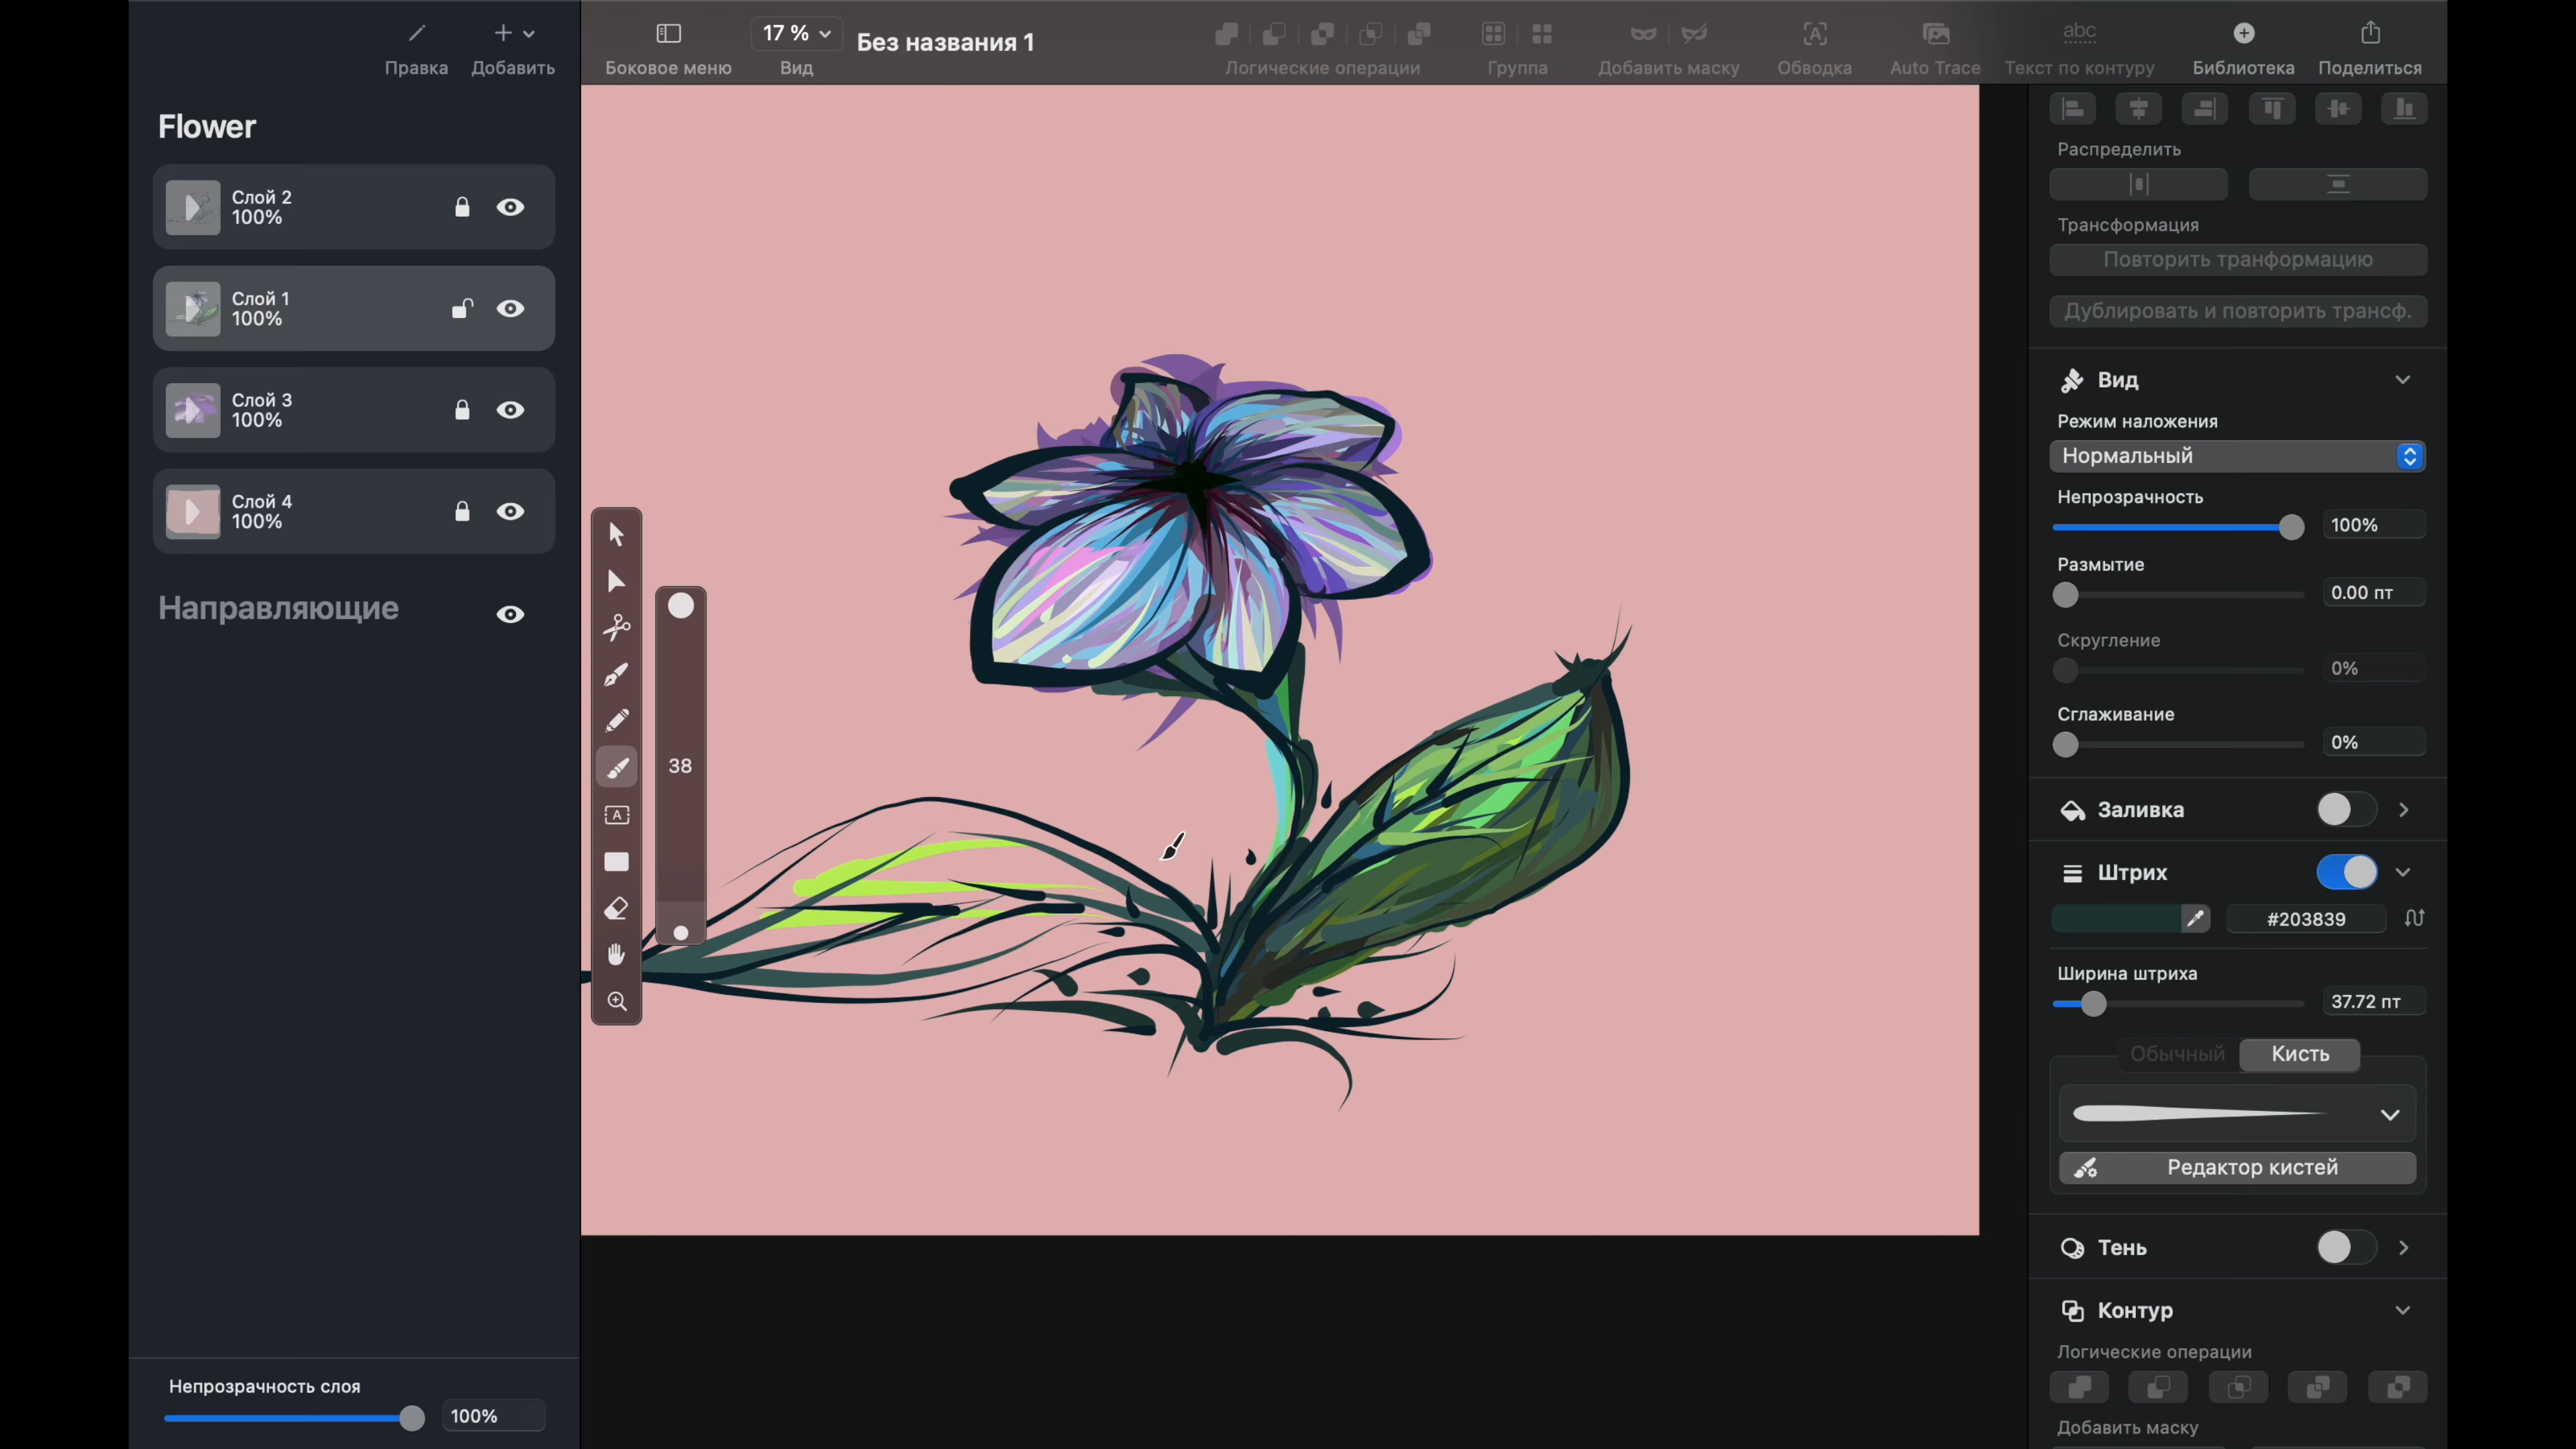 Правка
Добавить
Flower
Слой 2
100%
Слой 1
100%
Слой 3
100%
Слой 4
100%
Направляющие
Непрозрачность слоя
100%
Боковое меню
17 %
Вид
Без названия 1
Логические операции
Группа
Добавить маску
Обводка
Auto Trace
abc
Текст по контуру
Библиотека
Поделиться
A
38
Распределить
Трансформация
Повторить транформацию
Дублировать и повторить трансф.
Вид
Режим наложения
Нормальный
Непрозрачность
100%
Размытие
0.00 пт
Скругление
0%
Сглаживание
0%
Заливка
Штрих
#203839
Ширина штриха
37.72 пт
Обычный
Кисть
Редактор кистей
Тень
Контур
Логические операции
Добавить маску